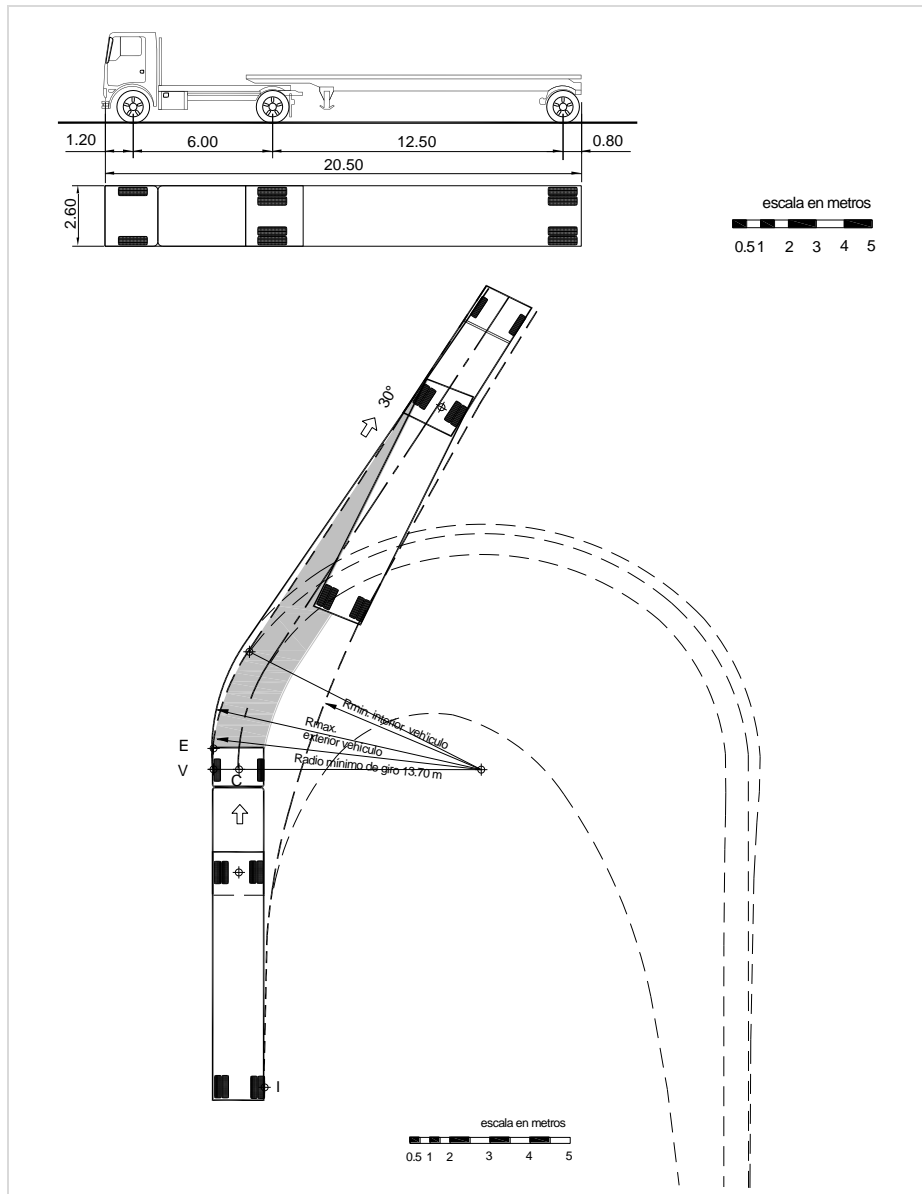 1.20
6.00
12.50
0.80
20.50
2.60
escala en metros
0.5 1 2 3 4 5
30°
Rmin. interior vehiculo
Rmax.
exterior vehiculo
E
Radio mínimo de giro 13.70 m
V
C
I
escala en metros
0.5 1 2 3 4 5